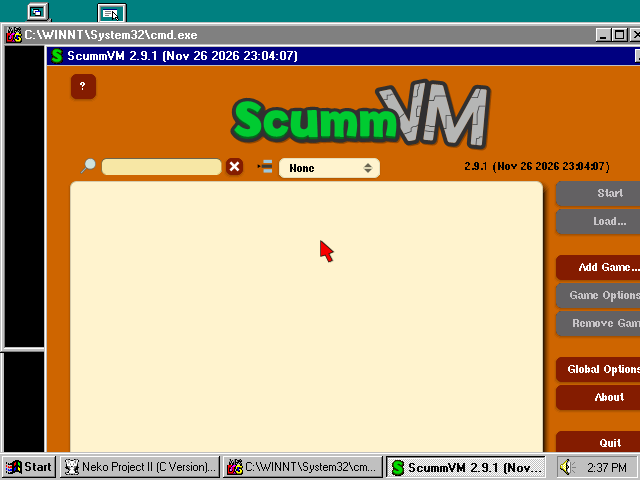 C:\WINNT\System32\cmd.exe
ScummVM 2.9.1 (Nov 26 2026 23:04:07)
?
ScummVM
None
2.9.1 (Nov 26 2026 23:04:07)
Start
Load...
Add Game...
Game Options
Remove Gam
Global Options
About
Quit
Start
Neko Project II (C Version)...
C:\WINNT\System32\cm...
ScummVM 2.9.1 (Nov...
2:37 PM